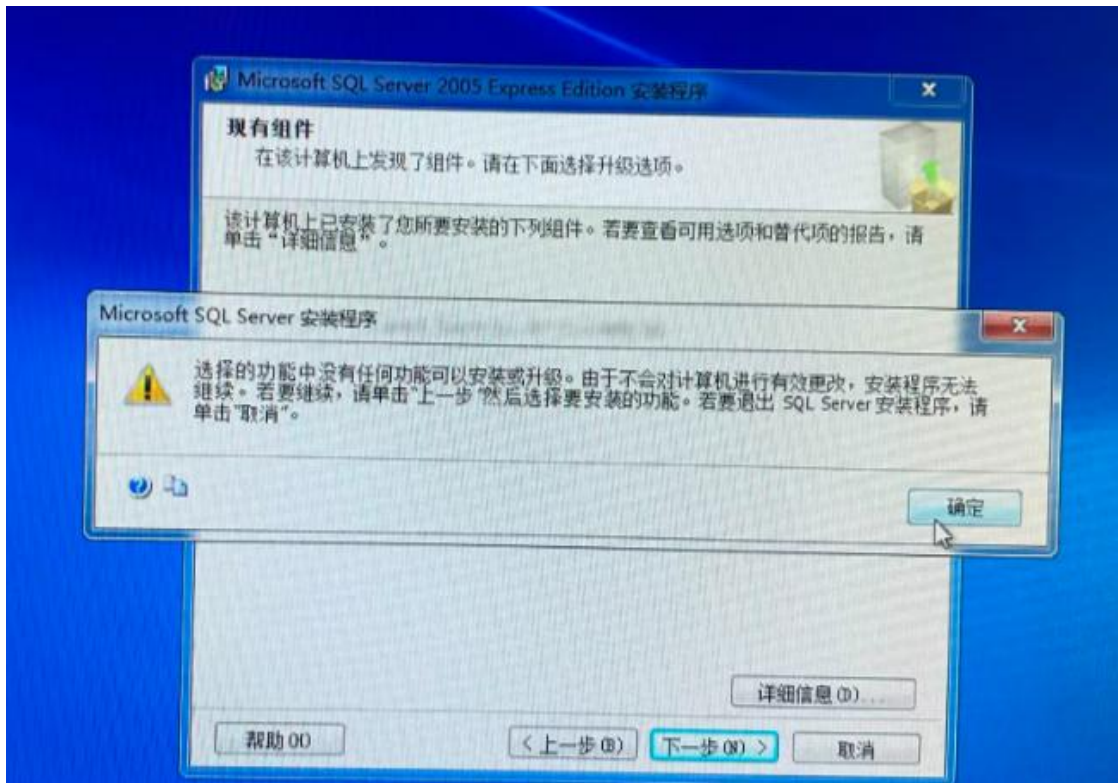 Microsoft SQL Server 2005 Express Edition 安装程序
现有组件
在该计算机上发现了组件。请在下面选择升级选项。
该计算机上已安装了您所要安装的下列组件。若要查看可用选项和替代项的报告，请
单击“详细信息”。
Microsoft SQL Server 安装程序
选择的功能中没有任何功能可以安装或升级。由于不会对计算机进行有效更改，安装程序无法
继续。若要继续，请单击"上一步"然后选择要安装的功能。若要退出 SQL Server 安装程序，请
单击"取消"。
确定
详细信息(D)...
帮助(H)
< 上一步(B)
下一步(N) >
取消